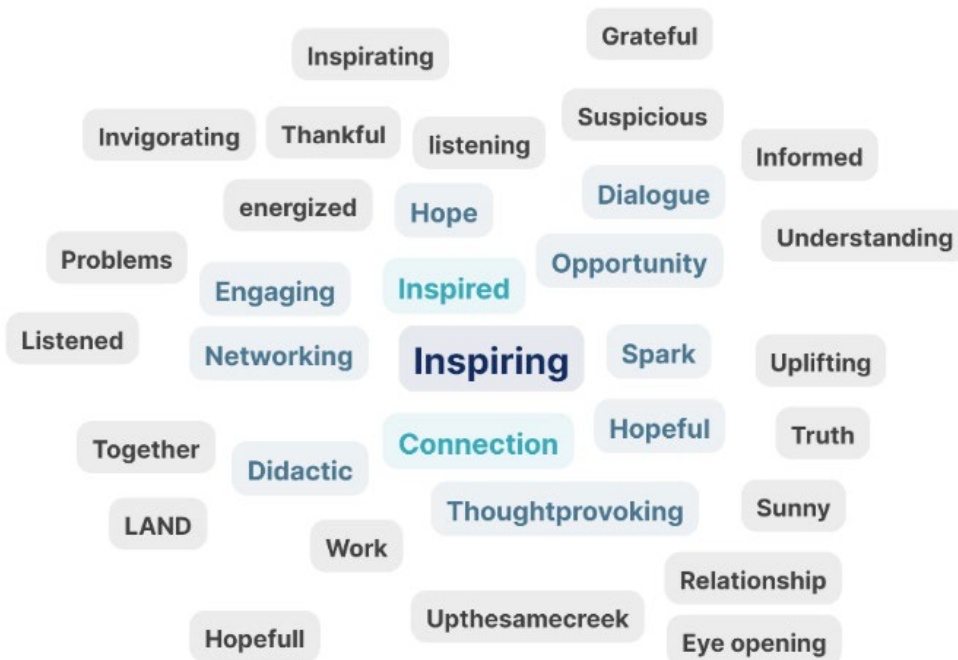 Grateful
Inspirating
Suspicious
Invigorating
Thankful
listening
Informed
energized
Hope
Dialogue
Understanding
Problems
Engaging
Inspired
Opportunity
Listened
Networking
Inspiring
Spark
Uplifting
Together
Didactic
Connection
Hopeful
Truth
LAND
Work
Thoughtprovoking
Sunny
Relationship
Hopefull
Upthesamecreek
Eye opening